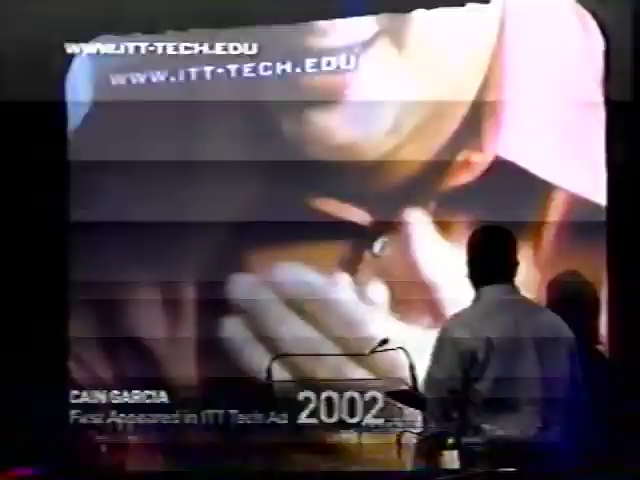 WWW.ITT-TECH.EDU
WWW.ITT-TECH.EDU
CAIN GARCIA
First Appeared in ITT Tech Ad 2002